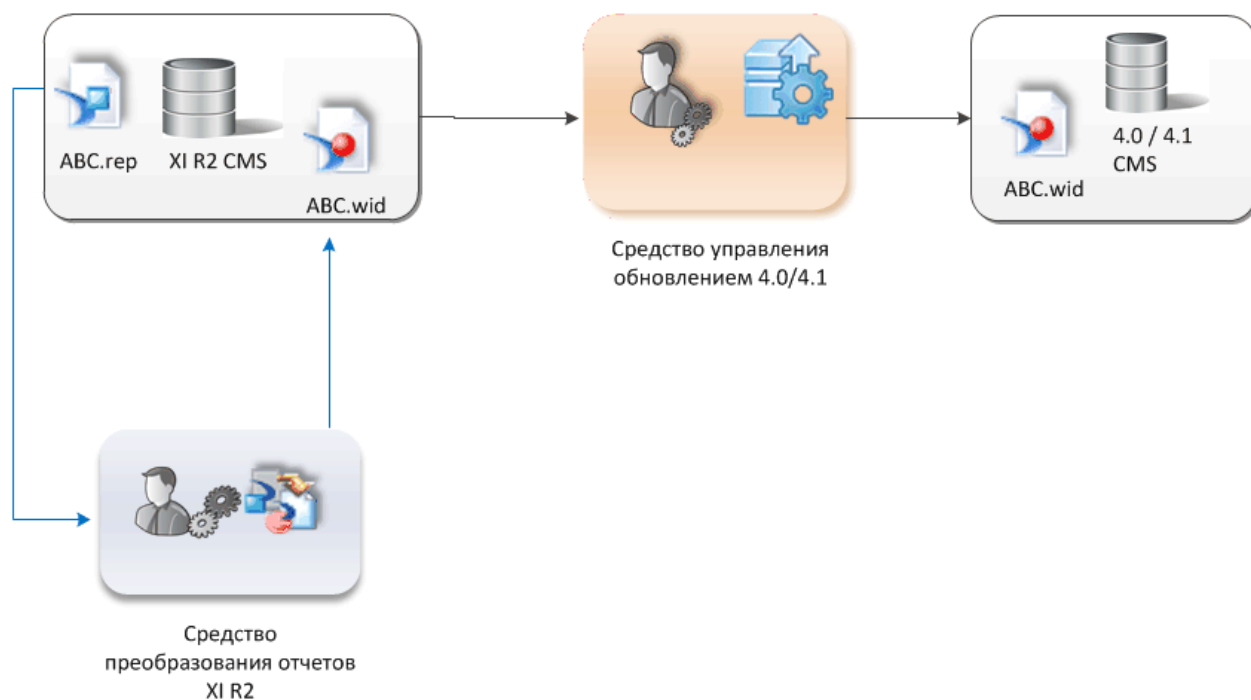 ABC.rep
XI R2 CMS
ABC.wid
Средство управления
обновлением 4.0/4.1
ABC.wid
4.0 / 4.1
CMS
Средство
преобразования отчетов
XI R2